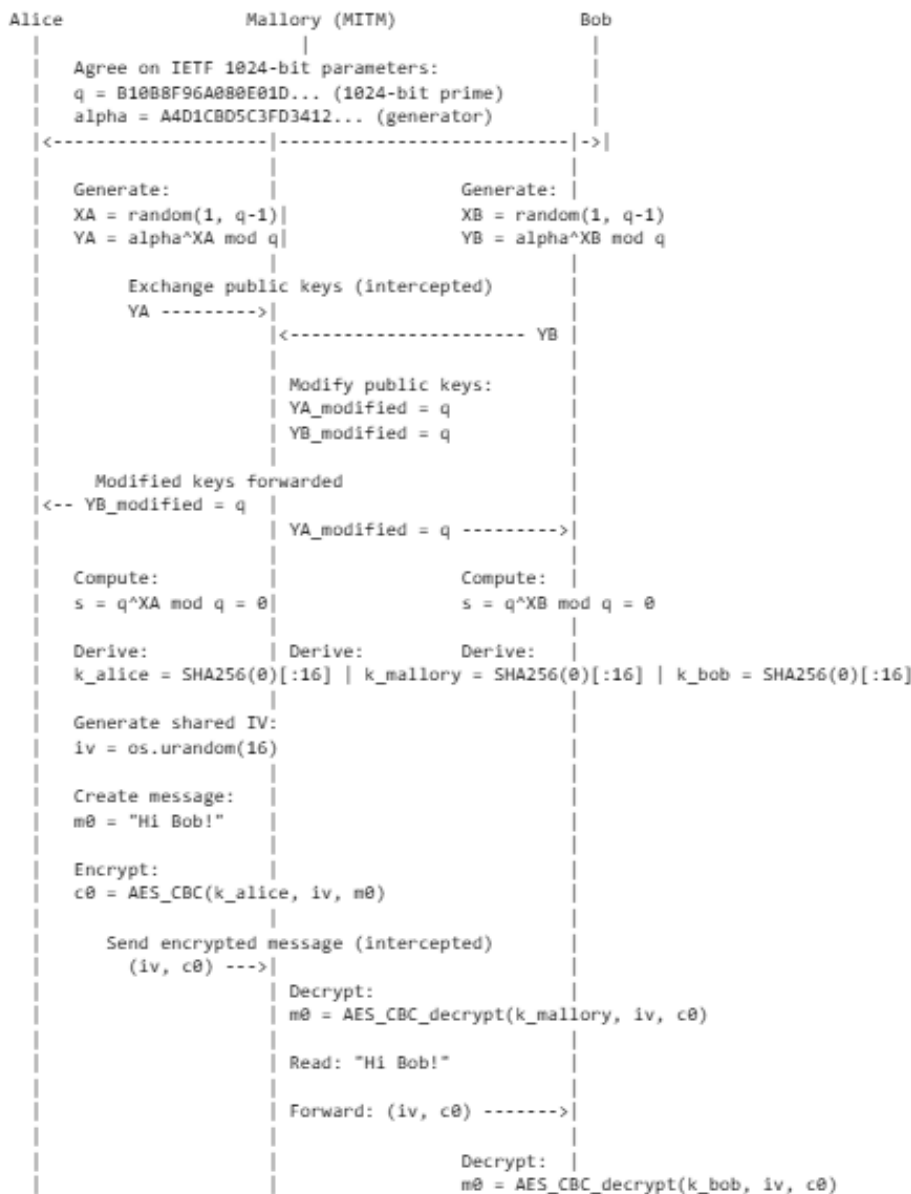 Alice Mallory (MITM) Bob
Agree on IETF 1024-bit parameters:
q = B10B8F96A080E01D... (1024-bit prime)
alpha = A4D1CBD5C3FD3412... (generator)
|<--------------------|---------------------------|->|
Generate: Generate:
XA = random(1, q-1)| XB = random(1, q-1)
YA = alpha^XA mod q| YB = alpha^XB mod q
Exchange public keys (intercepted)
YA --------->|
|<---------------------- YB
Modify public keys:
YA_modified = q
YB_modified = q
Modified keys forwarded
|<-- YB_modified = q
YA_modified = q --------->|
Compute: Compute:
s = q^XA mod q = 0| s = q^XB mod q = 0
Derive: | Derive: Derive:
k_alice = SHA256(0)[:16] | k_mallory = SHA256(0)[:16] | k_bob = SHA256(0)[:16]
Generate shared IV:
iv = os.urandom(16)
Create message:
m0 = "Hi Bob!"
Encrypt:
c0 = AES_CBC(k_alice, iv, m0)
Send encrypted message (intercepted)
(iv, c0) --->|
Decrypt:
m0 = AES_CBC_decrypt(k_mallory, iv, c0)
Read: "Hi Bob!"
Forward: (iv, c0) ------->|
Decrypt:
m0 = AES_CBC_decrypt(k_bob, iv, c0)